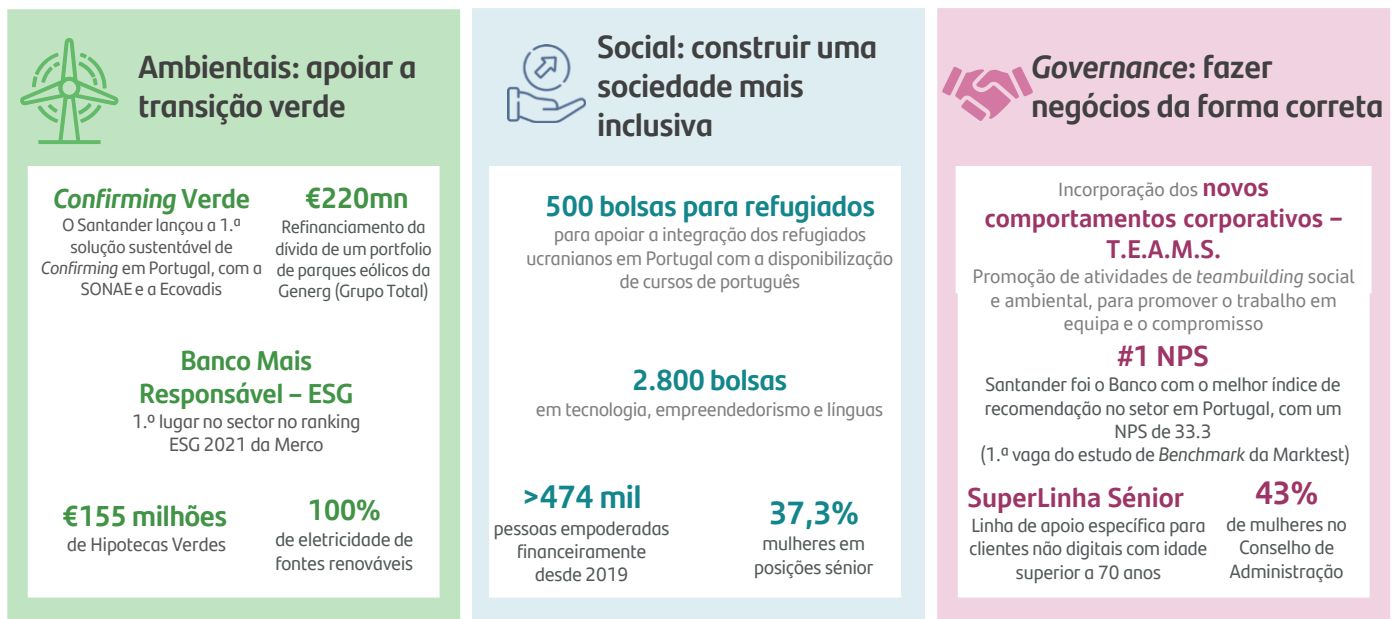 Ambientais: apoiar a
transição verde
Confirming Verde
O Santander lançou a 1.ª
solução sustentável de
Confirming em Portugal, com a
SONAE e a Ecovadis
€220mn
Refinanciamento da
dívida de um portfolio
de parques eólicos da
Generg (Grupo Total)
Banco Mais
Responsável – ESG
1.º lugar no sector no ranking
ESG 2021 da Merco
€155 milhões
de Hipotecas Verdes
100%
de eletricidade de
fontes renováveis
Social: construir uma
sociedade mais
inclusiva
500 bolsas para refugiados
para apoiar a integração dos refugiados
ucranianos em Portugal com a disponibilização
de cursos de português
2.800 bolsas
em tecnologia, empreendedorismo e línguas
>474 mil
pessoas empoderadas
financeiramente
desde 2019
37,3%
mulheres em
posições sénior
Governance: fazer
negócios da forma correta
Incorporação dos novos
comportamentos corporativos –
T.E.A.M.S.
Promoção de atividades de teambuilding social
e ambiental, para promover o trabalho em
equipa e o compromisso
#1 NPS
Santander foi o Banco com o melhor índice de
recomendação no setor em Portugal, com um
NPS de 33.3
(1.ª vaga do estudo de Benchmark da Marktest)
SuperLinha Sénior
Linha de apoio específica para
clientes não digitais com idade
superior a 70 anos
43%
de mulheres no
Conselho de
Administração